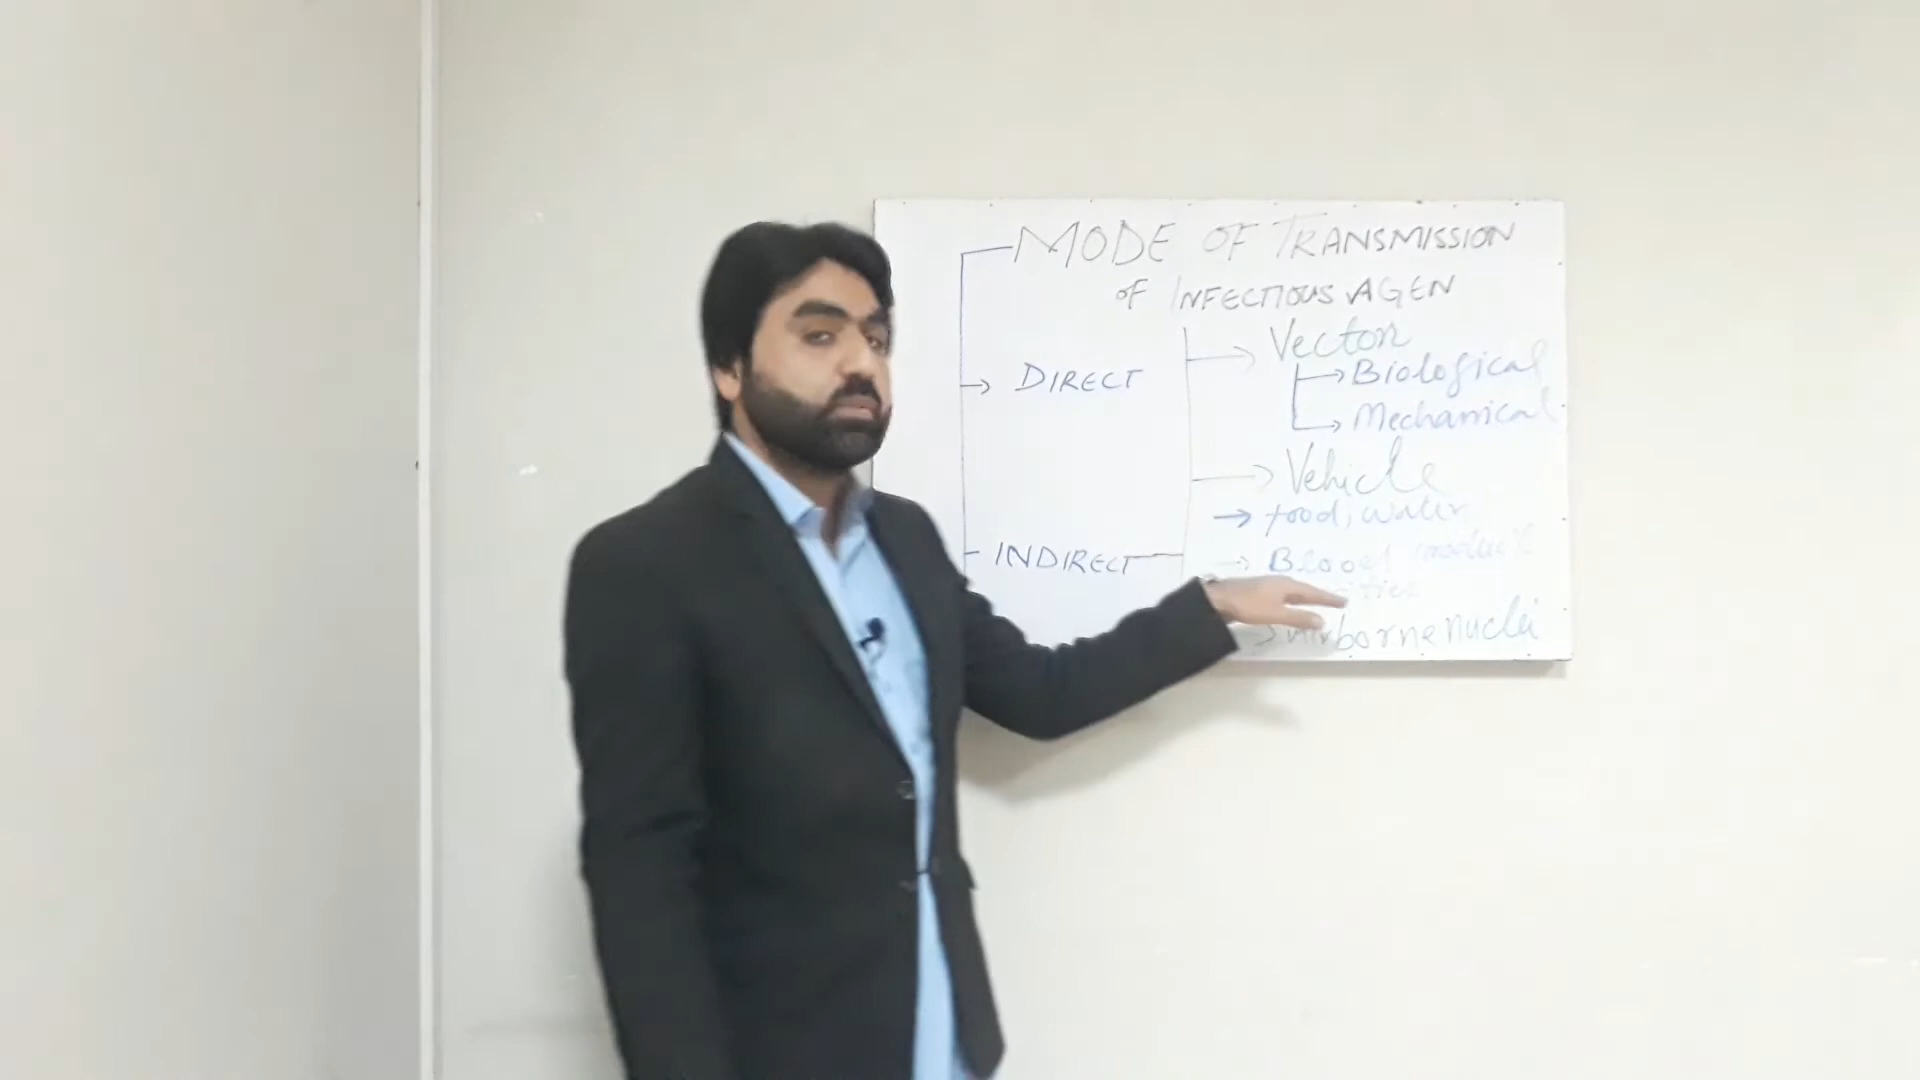 MODE OF TRANSMISSION
OF INFECTIOUS AGEN
DIRECT
INDIRECT
Vector
Biological
Mechanical
Vehicle
food, water
Blood
Airborne nuclei